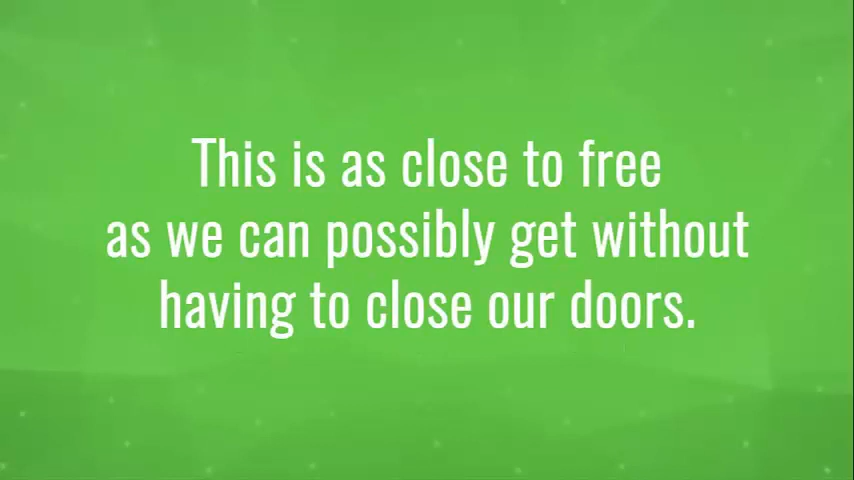 This is as close to free
as we can possibly get without
having to close our doors.